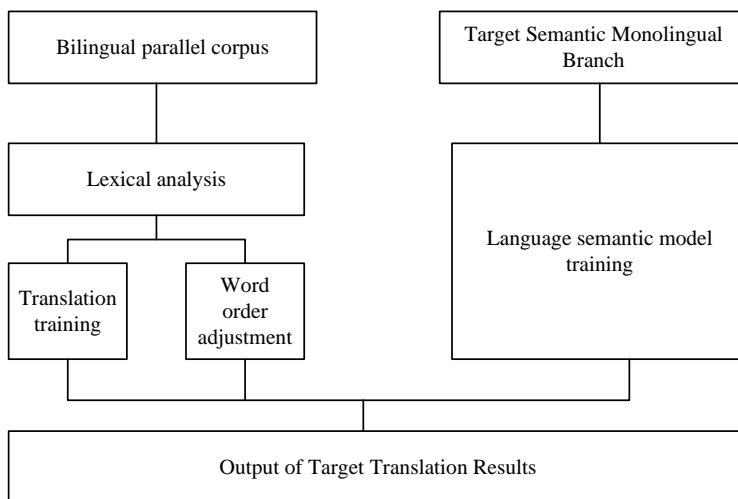 Bilingual parallel corpus
Target Semantic Monolingual
Branch
Lexical analysis
Language semantic model
training
Translation
training
Word
order
adjustment
Output of Target Translation Results